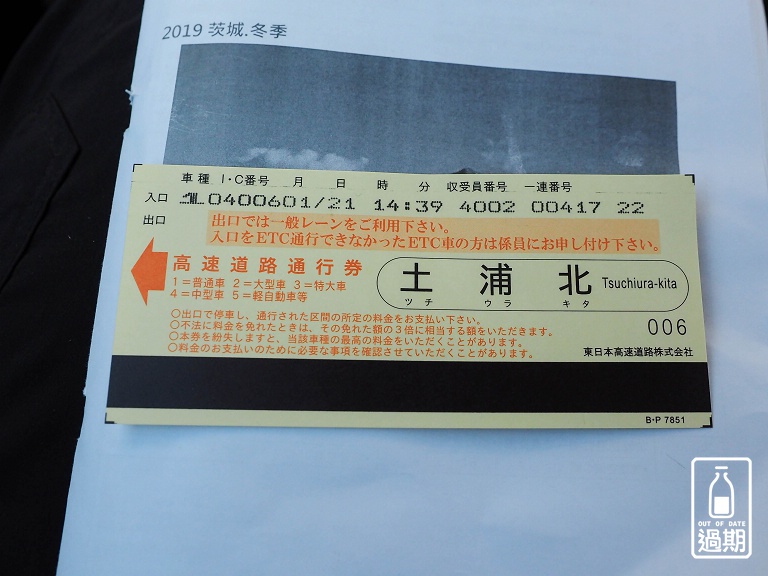 2019 茨城.冬季
車種 I・C番号 月 日 時 分 収受員番号 一連番号
入口 1L0400601/21 14:39 4002 00417 22
出口
出口では一般レーンをご利用下さい。
入口をETC通行できなかったETC車の方は係員にお申し付け下さい。
高速道路通行券
1＝普通車 2＝大型車 3＝特大車
4＝中型車 5＝軽自動車等
土浦北 Tsuchiura-kita
ツチ ウラ キタ
〇出口で停車し、通行された区間の所定の料金をお支払い下さい。
〇不法に料金を免れたときは、その免れた額の3倍に相当する額をいただきます。
〇本券を紛失しますと、当該車種の最高の料金をいただくことがあります。
〇料金のお支払いのために必要な事項を確認させていただくことがあります。
006
東日本高速道路株式会社
B・P 7851
OUT OF DATE
過期